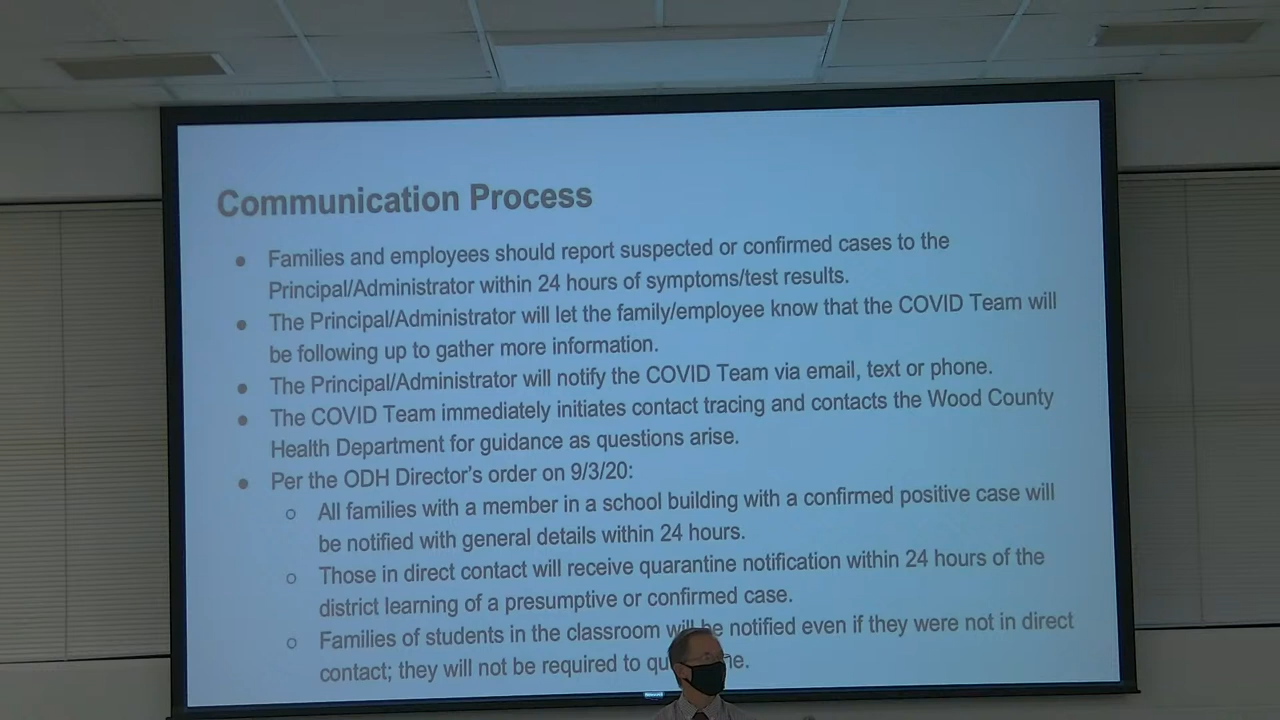 Communication Process
● Families and employees should report suspected or confirmed cases to the
Principal/Administrator within 24 hours of symptoms/test results.
● The Principal/Administrator will let the family/employee know that the COVID Team will
be following up to gather more information.
● The Principal/Administrator will notify the COVID Team via email, text or phone.
● The COVID Team immediately initiates contact tracing and contacts the Wood County
Health Department for guidance as questions arise.
● Per the ODH Director's order on 9/3/20:
○ All families with a member in a school building with a confirmed positive case will
be notified with general details within 24 hours.
○ Those in direct contact will receive quarantine notification within 24 hours of the
district learning of a presumptive or confirmed case.
○ Families of students in the classroom will be notified even if they were not in direct
contact; they will not be required to